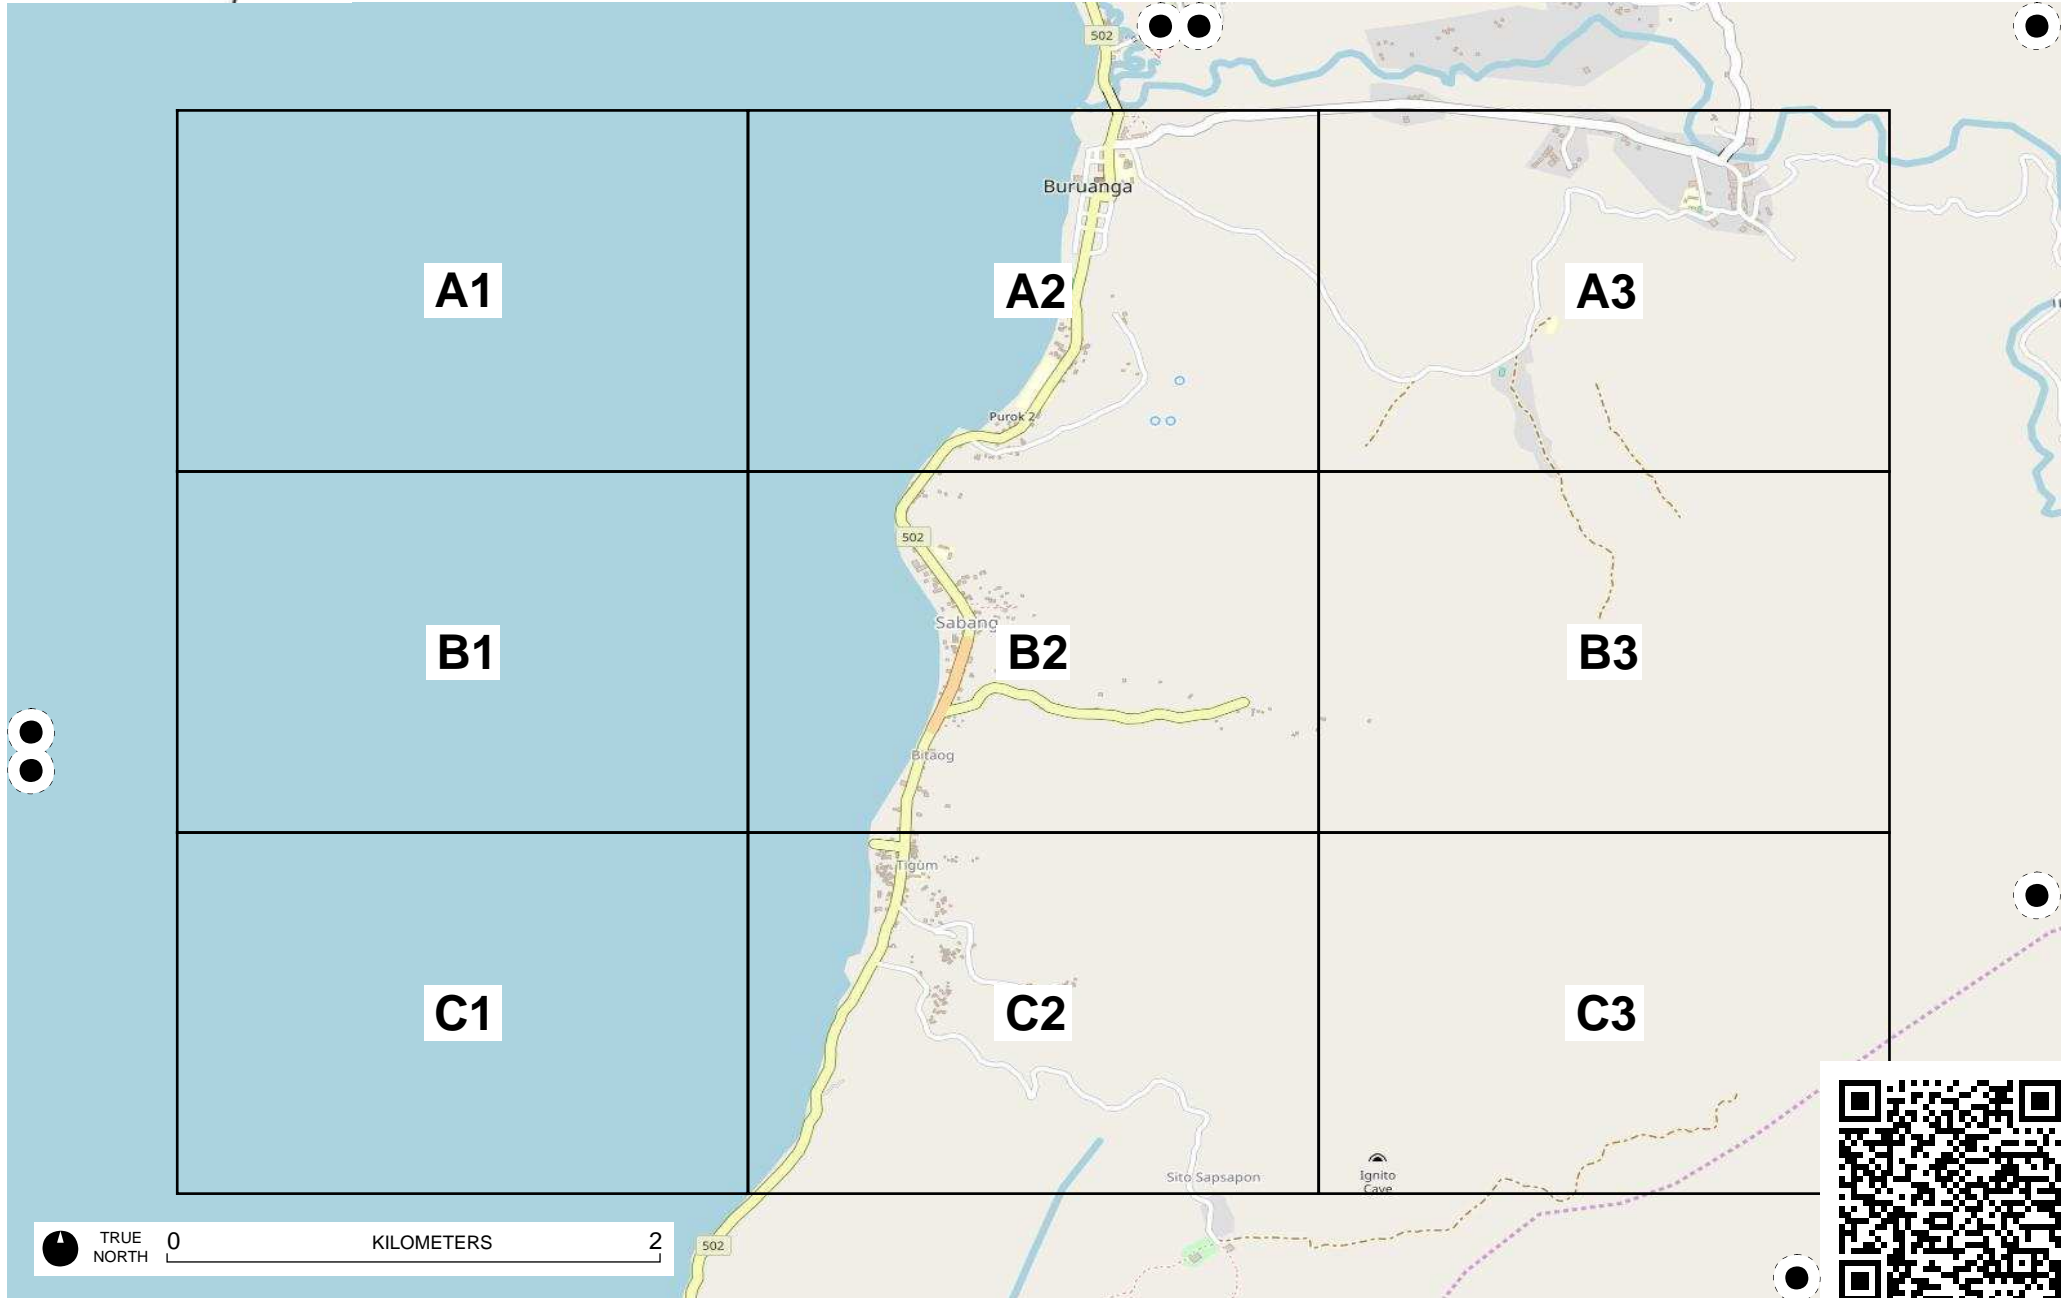 502
Buruanga
A1
A2
A3
Purok 2
502
Sabang
B1
B2
B3
Bitaog
Tigum
C1
C2
C3
Ignito
Cave
Sito Sapsapon
TRUE
NORTH
0
KILOMETERS
2
502